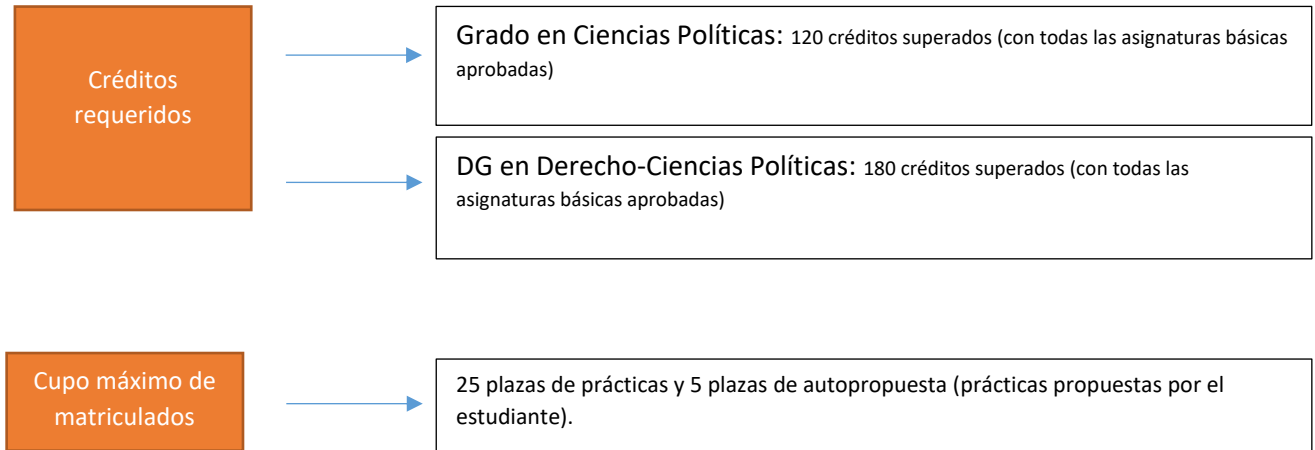 Créditos
requeridos
Grado en Ciencias Políticas: 120 créditos superados (con todas las asignaturas básicas
aprobadas)
DG en Derecho-Ciencias Políticas: 180 créditos superados (con todas las
asignaturas básicas aprobadas)
Cupo máximo de
matriculados
25 plazas de prácticas y 5 plazas de autopropuesta (prácticas propuestas por el
estudiante).